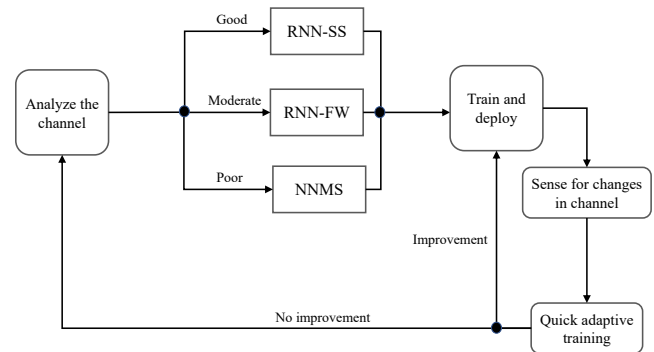 Good
RNN-SS
Analyze the
channel
Moderate
RNN-FW
Train and
deploy
Poor
NNMS
Sense for changes
in channel
Improvement
No improvement
Quick adaptive
training